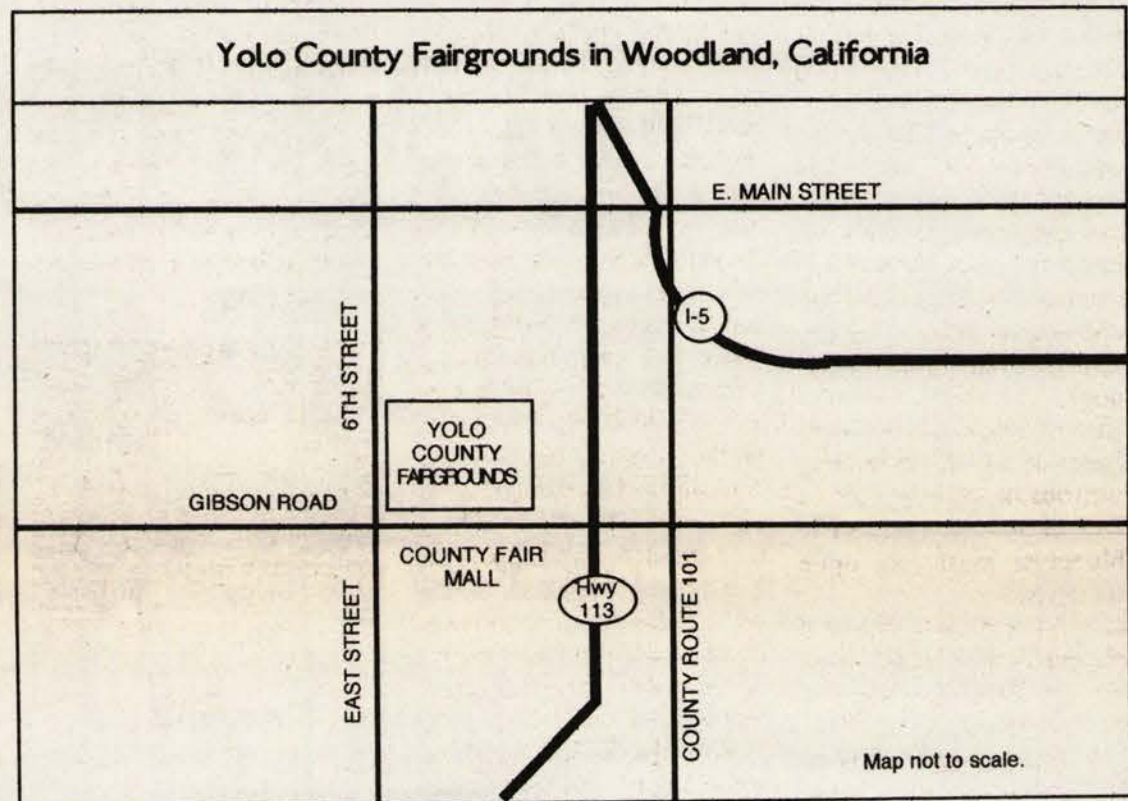 Yolo County Fairgrounds in Woodland, California
E. MAIN STREET
I-5
6TH STREET
YOLO
COUNTY
FAIRGROUNDS
GIBSON ROAD
COUNTY FAIR
MALL
Hwy
113
EAST STREET
COUNTY ROUTE 101
Map not to scale.